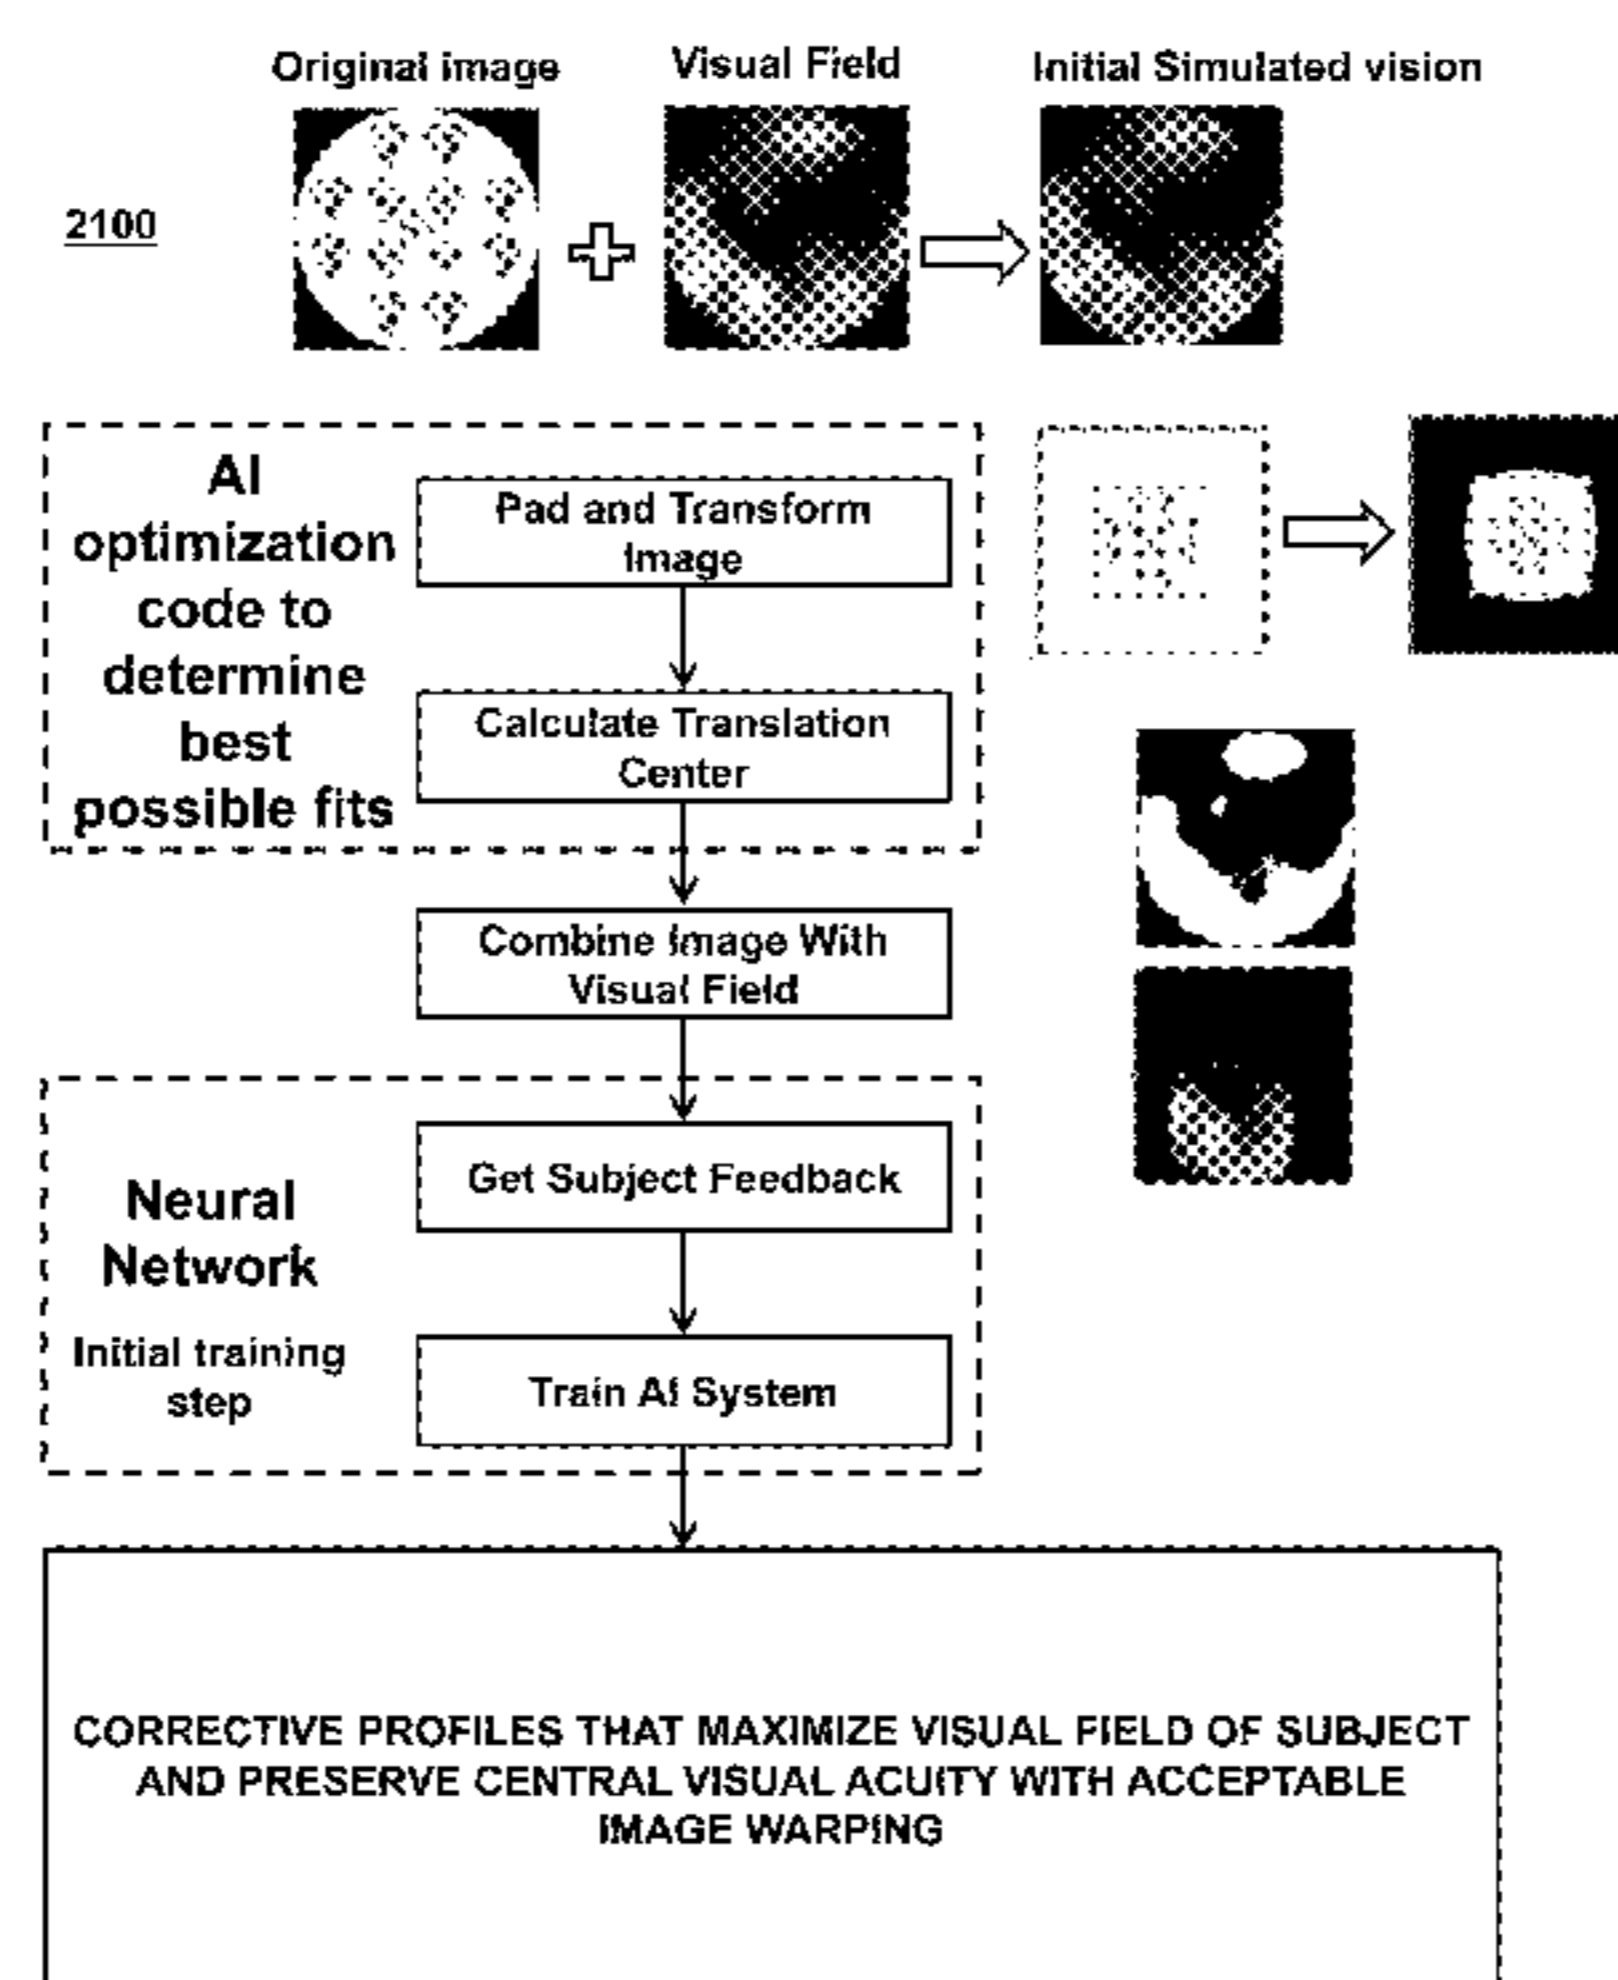 Original image
Visual Field
Initial Simulated vision
2100
AI
optimization
code to
determine
best
possible fits
Pad and Transform
Image
Calculate Translation
Center
Combine Image With
Visual Field
Neural
Network
Initial training
step
Get Subject Feedback
Train AI System
CORRECTIVE PROFILES THAT MAXIMIZE VISUAL FIELD OF SUBJECT
AND PRESERVE CENTRAL VISUAL ACUITY WITH ACCEPTABLE
IMAGE WARPING